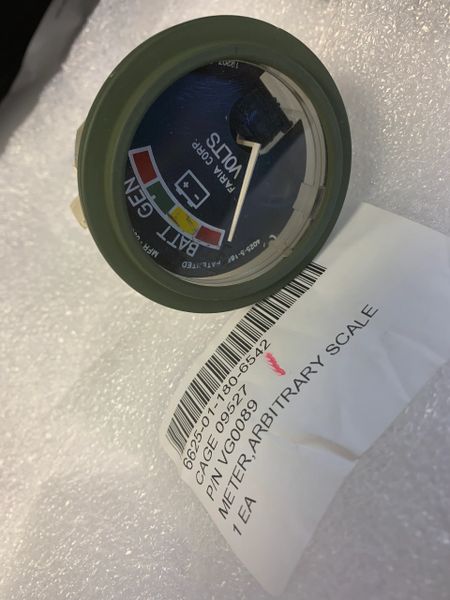 GEN
BATT
VOLTS
FARIA CORP.
PATENTED
6625-01-180-6542
CAGE 09527
P/N VG0089
METER,ARBITRARY SCALE
1 EA